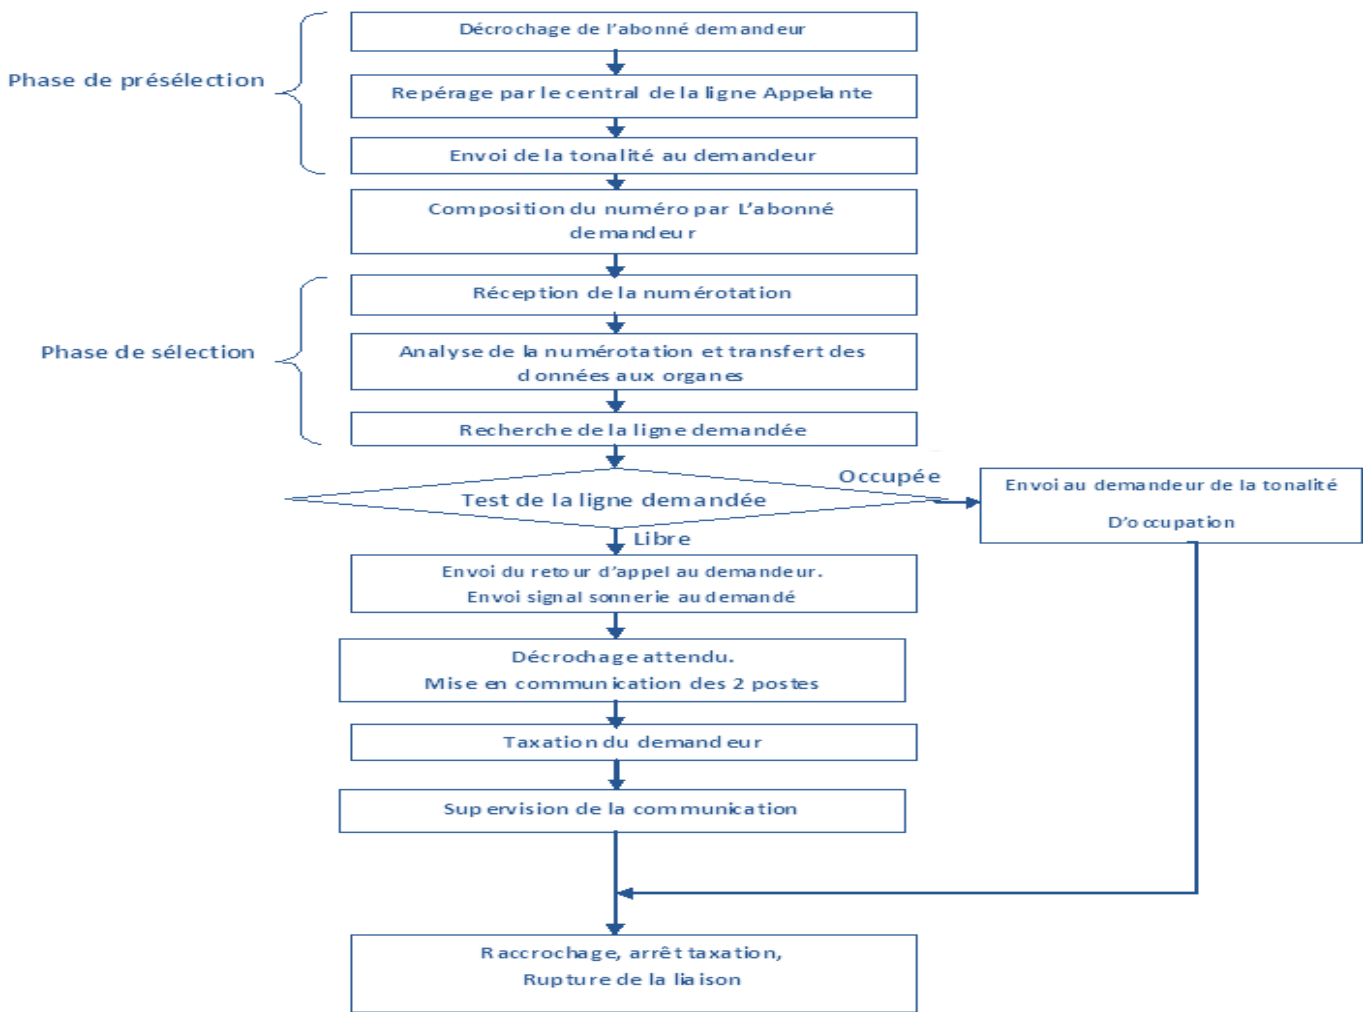 Décrochage de l'abonné demandeur
Phase de présélection
Repérage par le central de la ligne Appelante
Envoi de la tonalité au demandeur
Composition du numéro par L'abonné
demandeur
Réception de la numérotation
Phase de sélection
Analyse de la numérotation et transfert des
données aux organes
Recherche de la ligne demandée
Test de la ligne demandée
Occupée
Envoi au demandeur de la tonalité
D'occupation
Libre
Envoi du retour d'appel au demandeur.
Envoi signal sonnerie au demandé
Décrochage attendu.
Mise en communication des 2 postes
Taxation du demandeur
Supervision de la communication
Raccrochage, arrêt taxation,
Rupture de la liaison